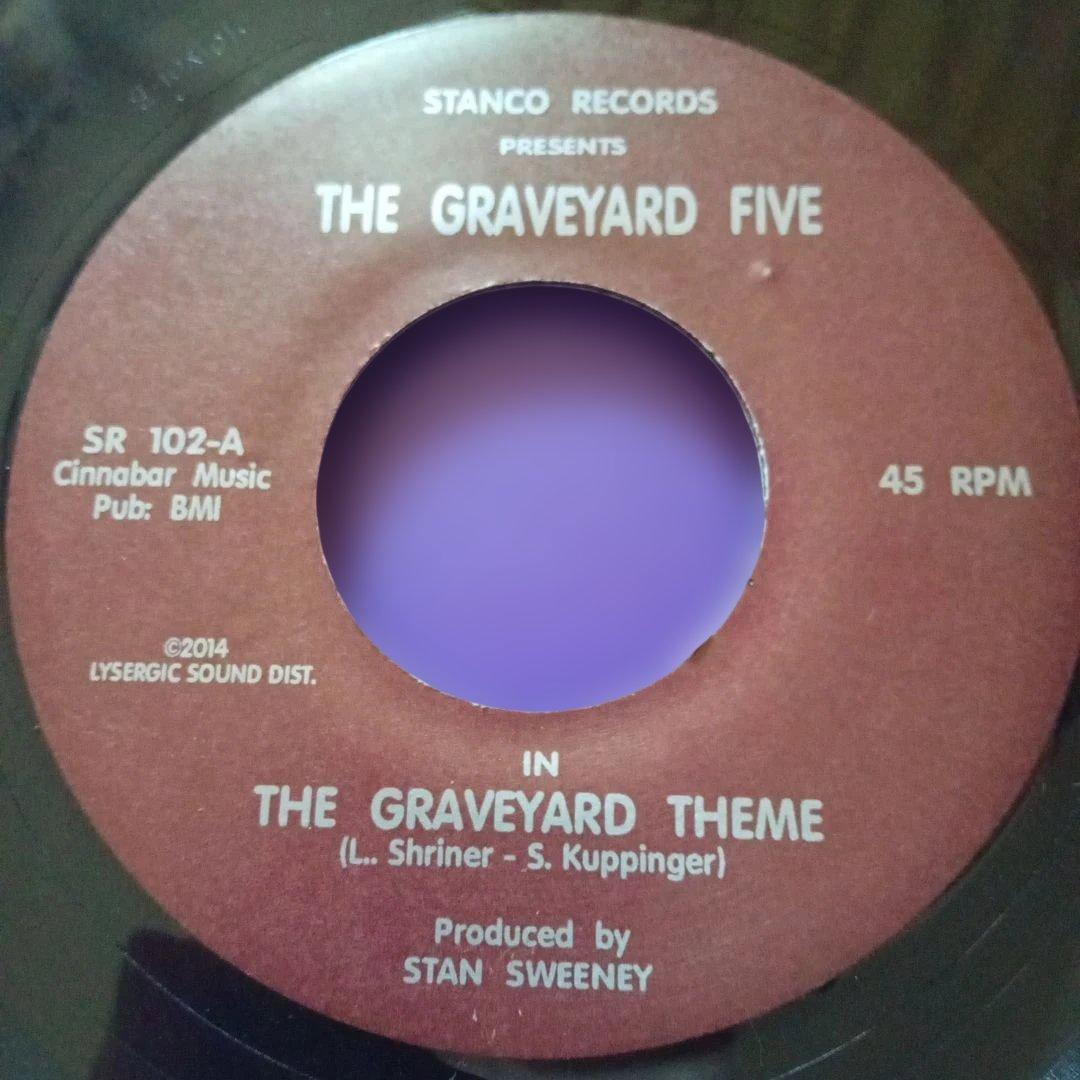 STANCO RECORDS
PRESENTS
THE GRAVEYARD FIVE
SR 102-A
Cinnabar Music
Pub: BMI
45 RPM
©2014
LYSERGIC SOUND DIST.
IN
THE GRAVEYARD THEME
(L.. Shriner - S. Kuppinger)
Produced by
STAN SWEENEY